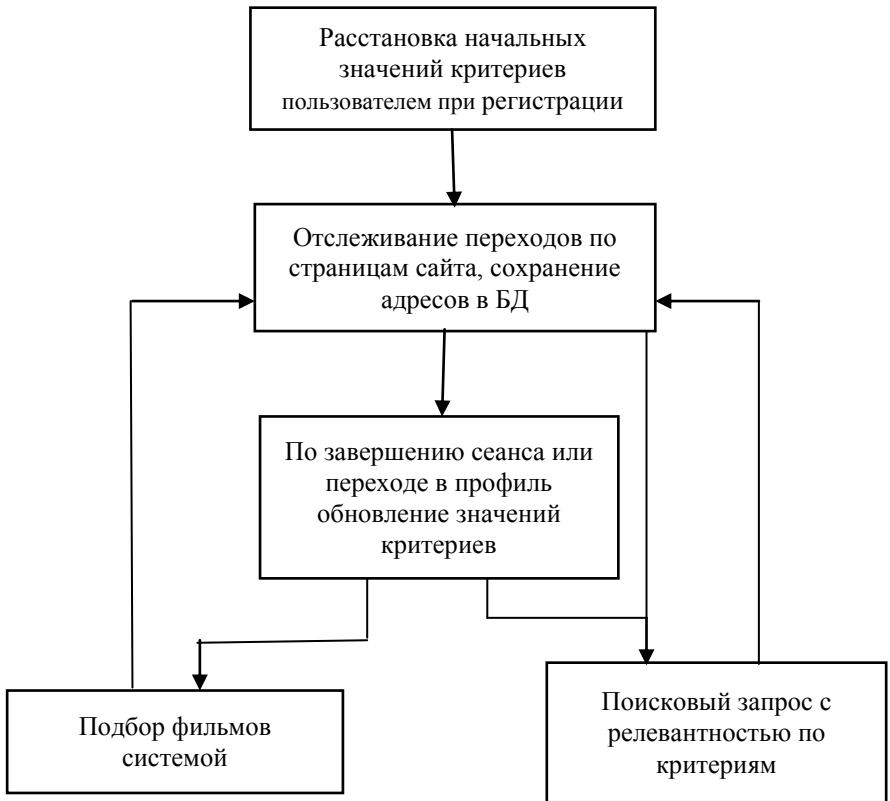 Расстановка начальных
значений критериев
пользователем при регистрации
Отслеживание переходов по
страницам сайта, сохранение
адресов в БД
По завершению сеанса или
переходе в профиль
обновление значений
критериев
Подбор фильмов
системой
Поисковый запрос с
релевантностью по
критериям